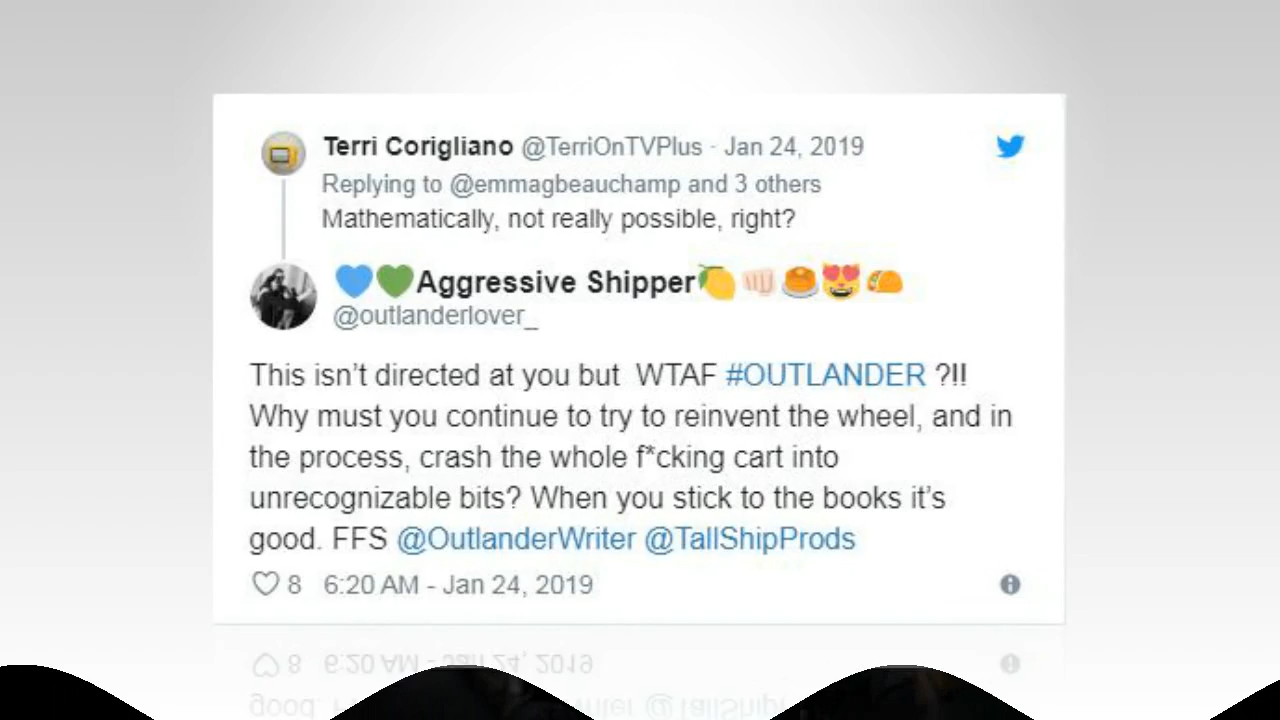 Terri Corigliano @TerriOnTVPlus · Jan 24, 2019
Replying to @emmagbeauchamp and 3 others
Mathematically, not really possible, right?
💙💚Aggressive Shipper🍋👊🏻🥞😻🌮
@outlanderlover_
This isn't directed at you but WTAF #OUTLANDER ?!!
Why must you continue to try to reinvent the wheel, and in
the process, crash the whole f*cking cart into
unrecognizable bits? When you stick to the books it's
good. FFS @OutlanderWriter @TallShipProds
8 6:20 AM - Jan 24, 2019